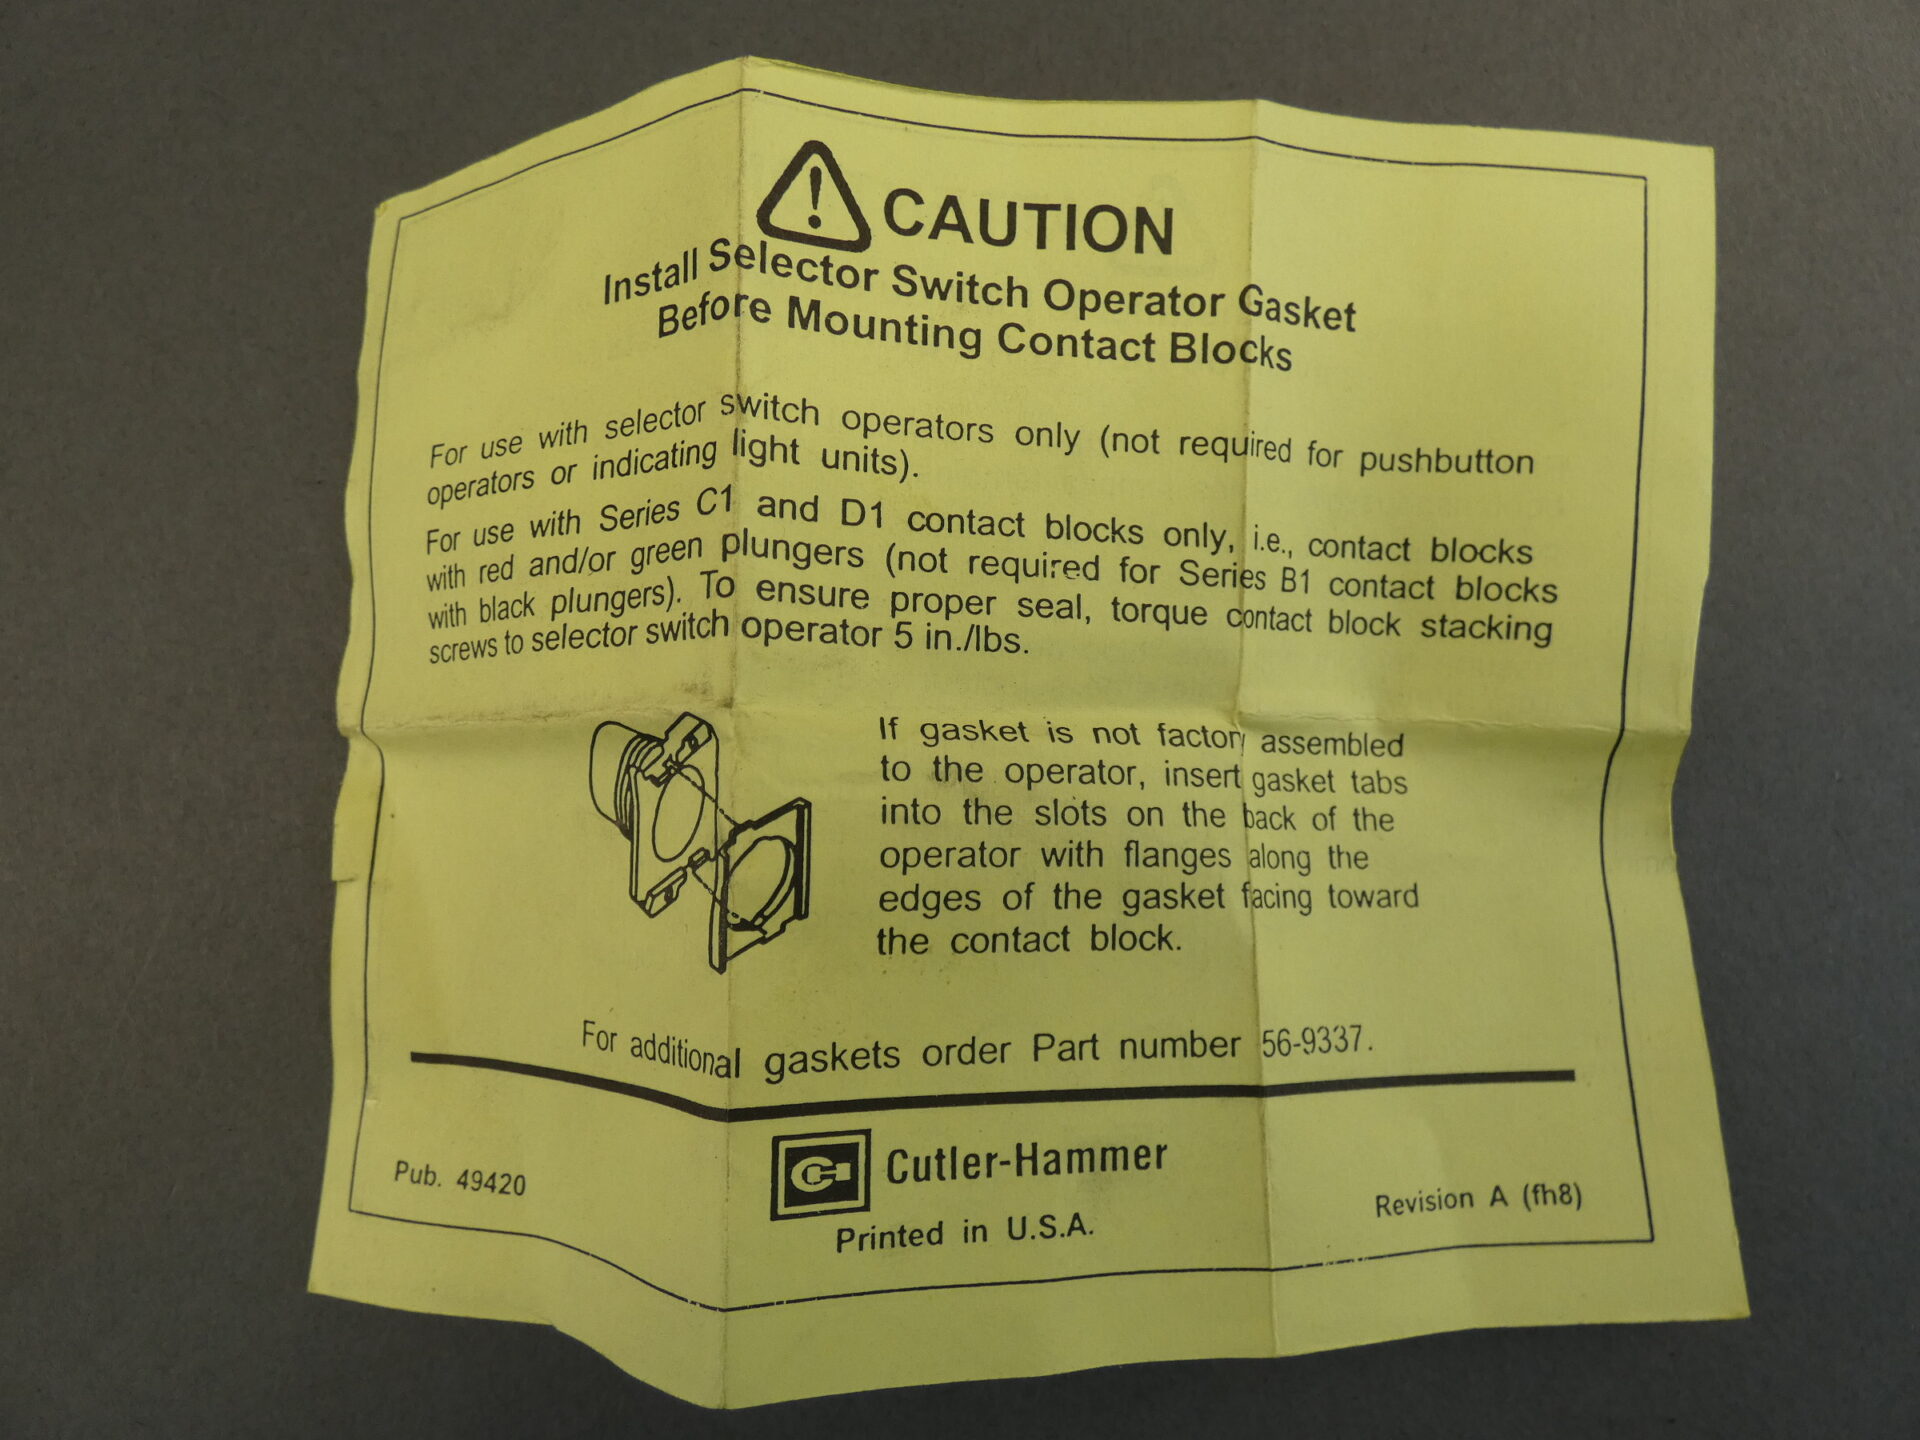 CAUTION
Install Selector Switch Operator Gasket
Before Mounting Contact Blocks
For use with selector switch operators only (not required for pushbutton
operators or indicating light units).
For use with Series C1 and D1 contact blocks only, i.e., contact blocks
with red and/or green plungers (not required for Series B1 contact blocks
with black plungers). To ensure proper seal, torque contact block stacking
screws to selector switch operator 5 in./lbs.
If gasket is not factory assembled
to the operator, insert gasket tabs
into the slots on the back of the
operator with flanges along the
edges of the gasket facing toward
the contact block.
For additional gaskets order Part number 56-9337.
Cutler-Hammer
Pub. 49420
Printed in U.S.A.
Revision A (fh8)